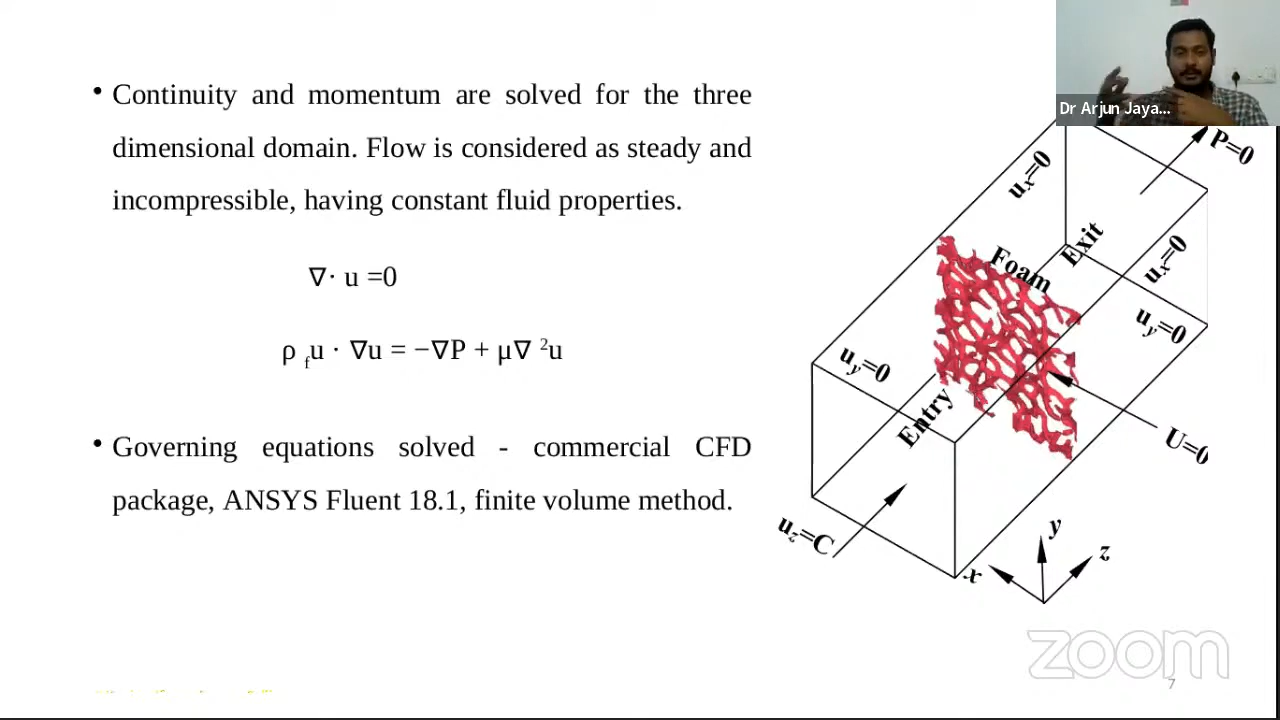 • Continuity and momentum are solved for the three
dimensional domain. Flow is considered as steady and
incompressible, having constant fluid properties.
∇· u =0
ρ fu · ∇u = −∇P + μ∇ ²u
• Governing equations solved - commercial CFD
package, ANSYS Fluent 18.1, finite volume method.
Dr Arjun Jaya...
P=0
uₓ=0
Exit
uₓ=0
Foam
u_y=0
u_y=0
Entry
U=0
u_z=C
y
z
x
zoom
7